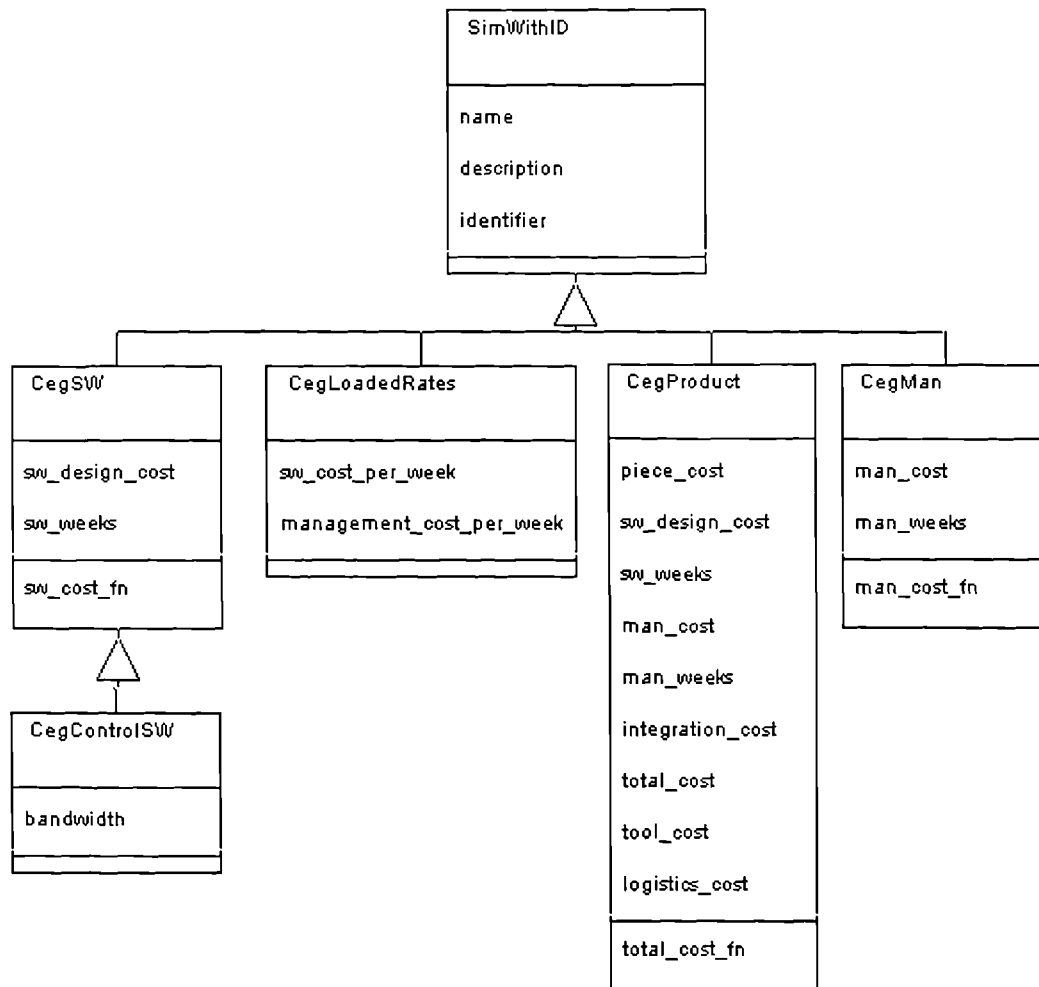 SimWithID
name
description
identifier
CegSW
sw_design_cost
sw_weeks
sw_cost_fn
CegControlSW
bandwidth
CegLoadedRates
sw_cost_per_week
management_cost_per_week
CegProduct
piece_cost
sw_design_cost
sw_weeks
man_cost
man_weeks
integration_cost
total_cost
tool_cost
logistics_cost
total_cost_fn
CegMan
man_cost
man_weeks
man_cost_fn